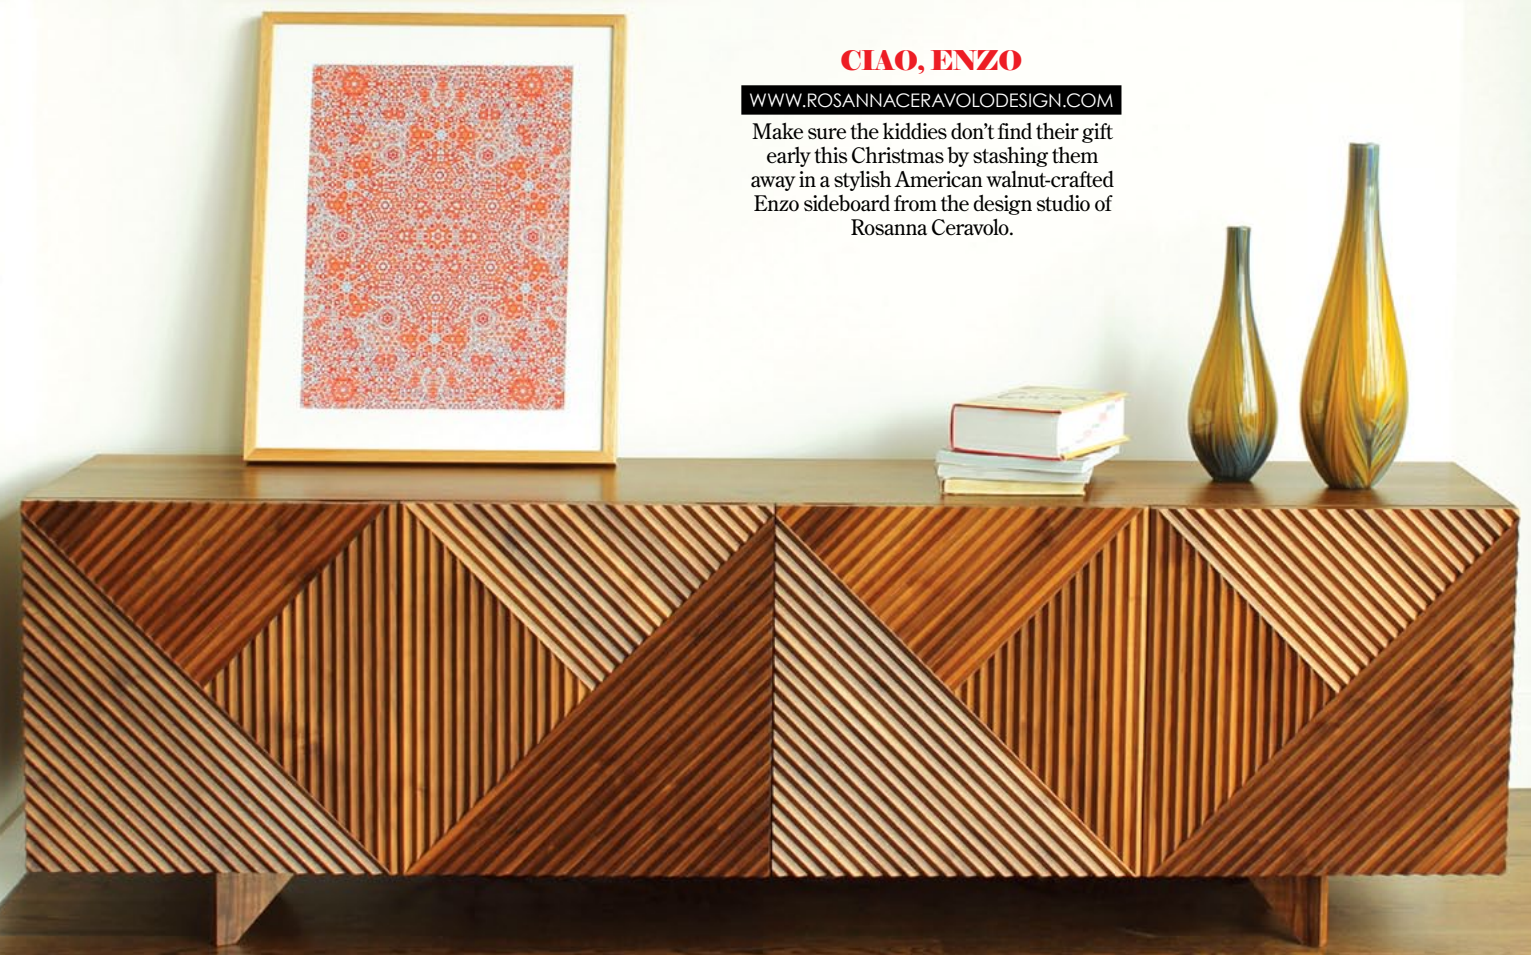 CIAO, ENZO
WWW.ROSANNACERAVOLODESIGN.COM
Make sure the kiddies don’t find their gift
early this Christmas by stashing them
away in a stylish American walnut-crafted
Enzo sideboard from the design studio of
Rosanna Ceravolo.